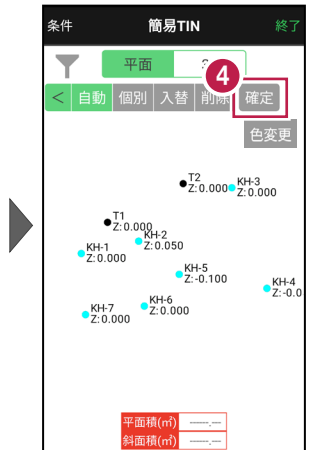 条件 簡易TIN 終了
平面
4
< 自動 個別 入替 削除 確定
色変更
T2
Z:0.000
KH-3
Z:0.000
T1
Z:0.000
KH-2
Z:0.050
KH-1
Z:0.000
KH-5
Z:-0.100
KH-4
Z:-0.0
KH-6
Z:0.000
KH-7
Z:0.000
平面積(㎡) -----.---
斜面積(㎡) -----.---